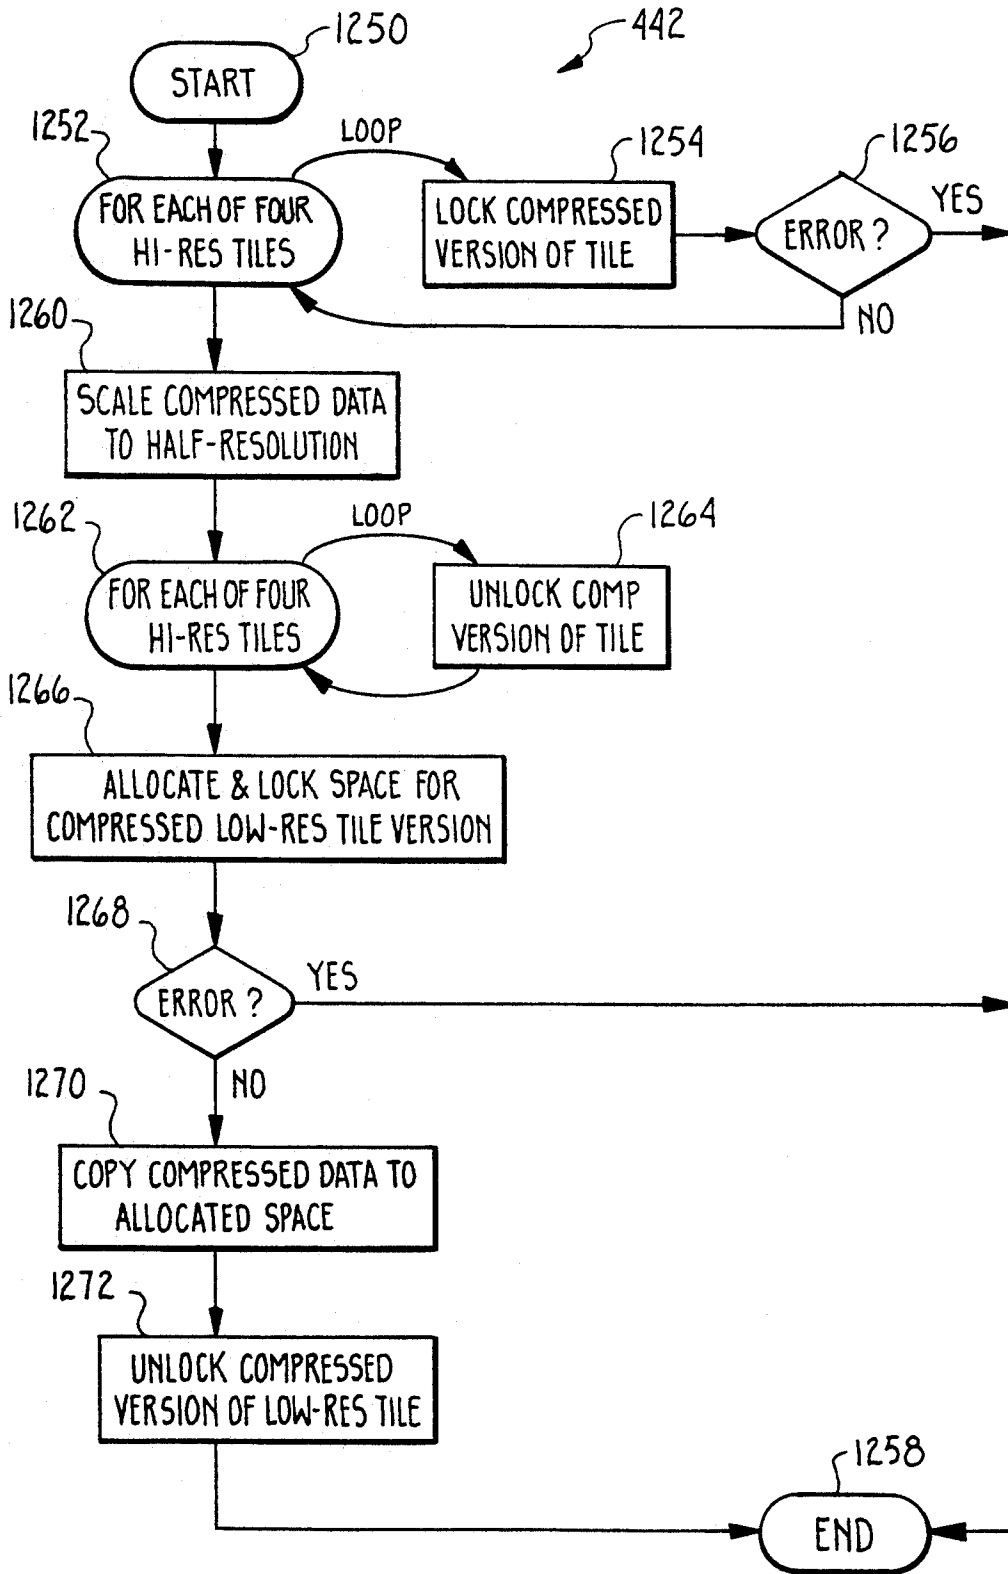 1250
442
START
1252
LOOP
1254
1256
FOR EACH OF FOUR
HI-RES TILES
LOCK COMPRESSED
VERSION OF TILE
ERROR ?
YES
NO
1260
SCALE COMPRESSED DATA
TO HALF-RESOLUTION
1262
LOOP
1264
FOR EACH OF FOUR
HI-RES TILES
UNLOCK COMP
VERSION OF TILE
1266
ALLOCATE & LOCK SPACE FOR
COMPRESSED LOW-RES TILE VERSION
1268
ERROR ?
YES
NO
1270
COPY COMPRESSED DATA TO
ALLOCATED SPACE
1272
UNLOCK COMPRESSED
VERSION OF LOW-RES TILE
1258
END